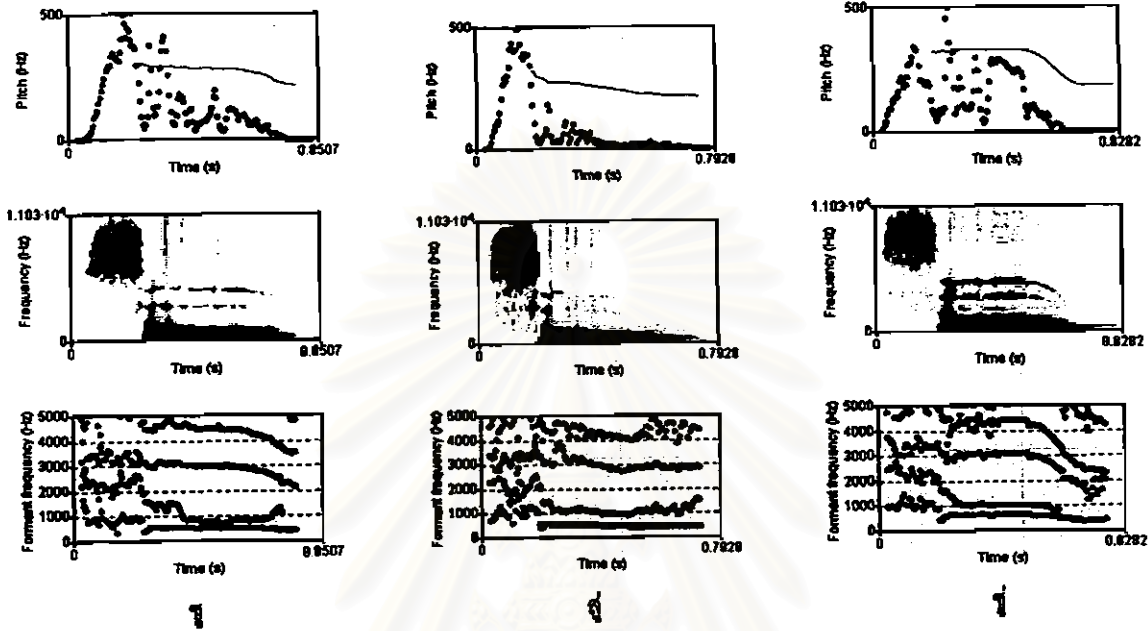 500
Pitch (Hz)
0
0
0.8507
Time (s)
500
Pitch (Hz)
0
0
0.7928
Time (s)
500
Pitch (Hz)
0
0
0.8282
Time (s)
1.103·10⁴
Frequency (Hz)
0
0
0.8507
Time (s)
1.103·10⁴
Frequency (Hz)
0
0
0.7928
Time (s)
1.103·10⁴
Frequency (Hz)
0
0
0.8282
Time (s)
5000
4000
3000
2000
1000
0
Formant frequency (Hz)
0
0.8507
Time (s)
5000
4000
3000
2000
1000
0
Formant frequency (Hz)
0
0.7928
Time (s)
5000
4000
3000
2000
1000
0
Formant frequency (Hz)
0
0.8282
Time (s)